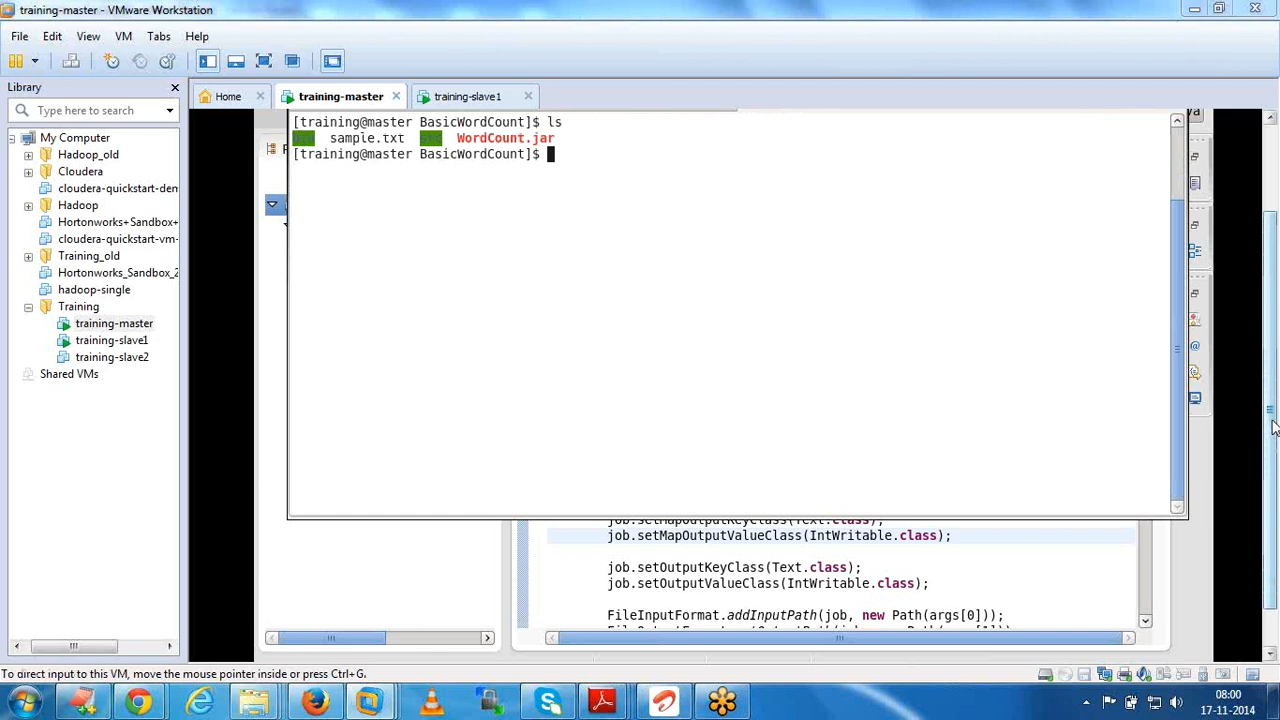 training-master - VMware Workstation
File Edit View VM Tabs Help
Library
Type here to search
My Computer
Hadoop_old
Cloudera
cloudera-quickstart-dem
Hadoop
Hortonworks+Sandbox+
cloudera-quickstart-vm-
Training_old
Hortonworks_Sandbox_2
hadoop-single
Training
training-master
training-slave1
training-slave2
Shared VMs
Home training-master training-slave1
[training@master BasicWordCount]$ ls
sample.txt WordCount.jar
[training@master BasicWordCount]$
job.setMapOutputKeyClass(Text.class);
job.setMapOutputValueClass(IntWritable.class);
job.setOutputKeyClass(Text.class);
job.setOutputValueClass(IntWritable.class);
FileInputFormat.addInputPath(job, new Path(args[0]));
To direct input to this VM, move the mouse pointer inside or press Ctrl+G.
08:00
17-11-2014